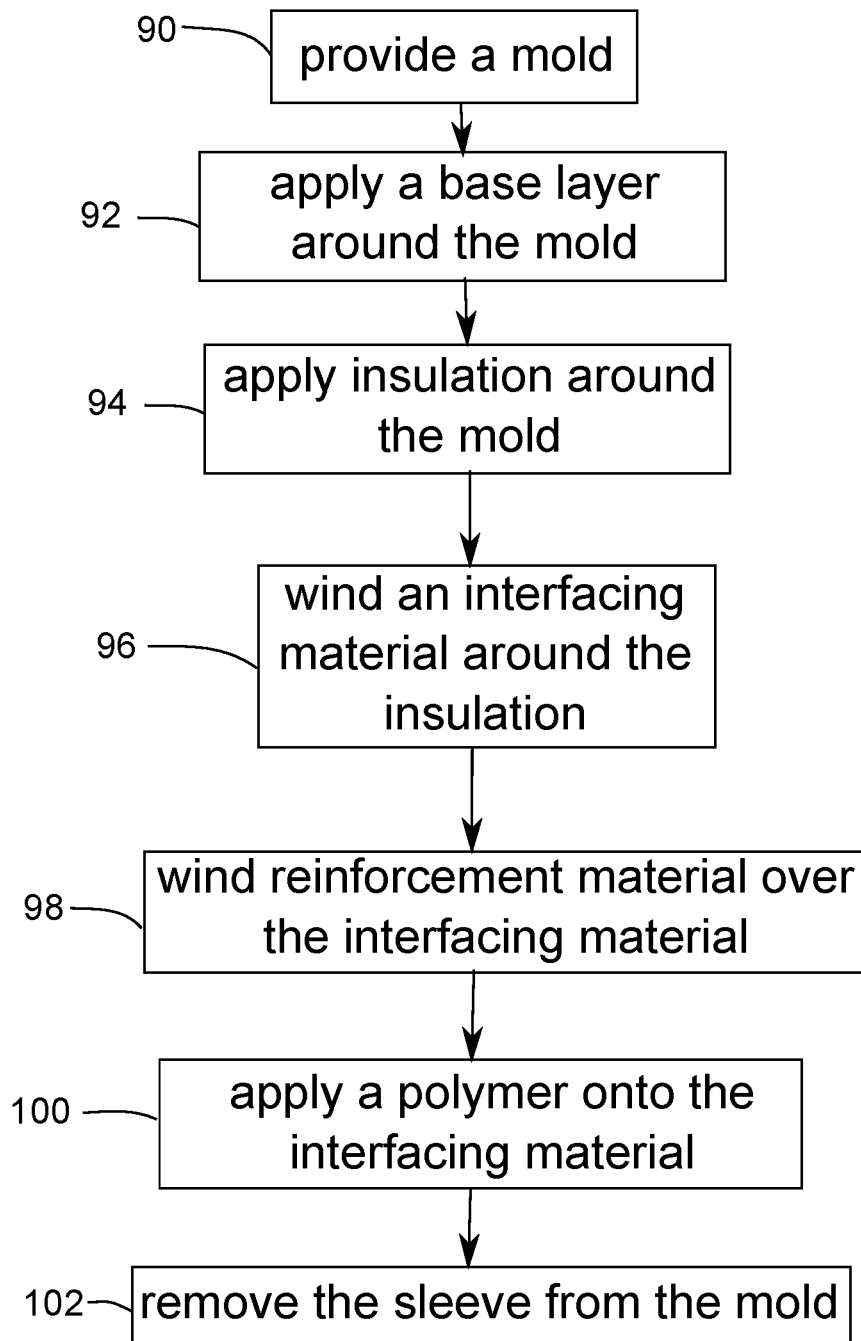 90
provide a mold
92
apply a base layer
around the mold
94
apply insulation around
the mold
96
wind an interfacing
material around the
insulation
98
wind reinforcement material over
the interfacing material
100
apply a polymer onto the
interfacing material
102
remove the sleeve from the mold